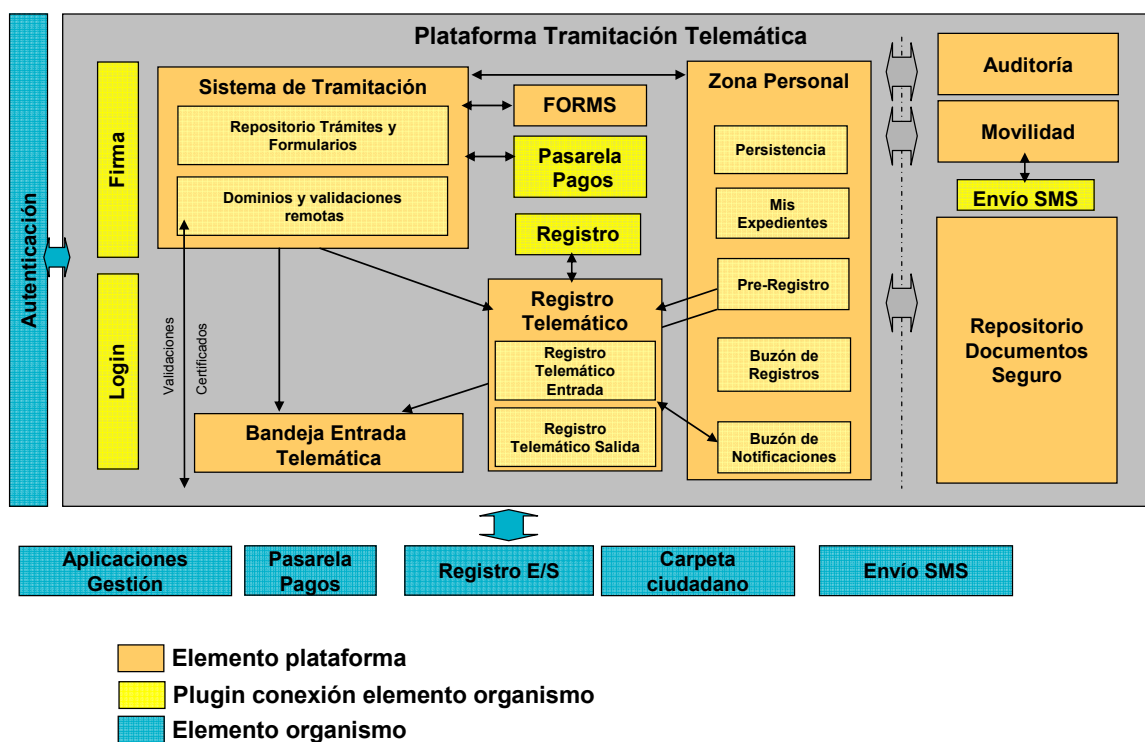 Plataforma Tramitación Telemática
Autenticación
Firma
Login
Sistema de Tramitación
Repositorio Trámites y
Formularios
Dominios y validaciones
remotas
Validaciones
Certificados
FORMS
Pasarela
Pagos
Registro
Registro
Telemático
Registro
Telemático
Entrada
Registro
Telemático Salida
Bandeja Entrada
Telemática
Zona Personal
Persistencia
Mis
Expedientes
Pre-Registro
Buzón de
Registros
Buzón de
Notificaciones
Auditoría
Movilidad
Envío SMS
Repositorio
Documentos
Seguro
Aplicaciones
Gestión
Pasarela
Pagos
Registro E/S
Carpeta
ciudadano
Envío SMS
Elemento plataforma
Plugin conexión elemento organismo
Elemento organismo